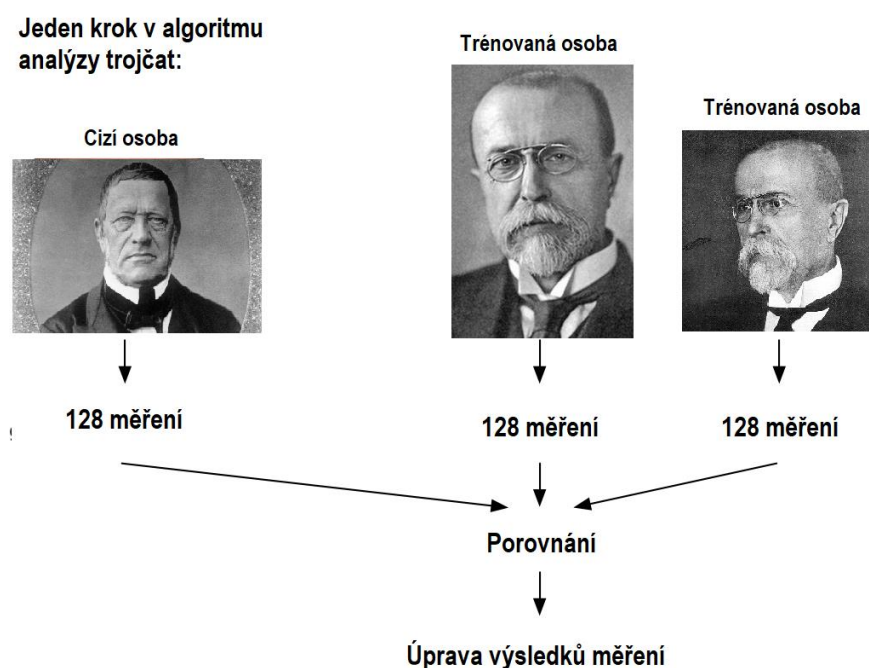 Jeden krok v algoritmu
analýzy trojčat:
Trénovaná osoba
Trénovaná osoba
Cizí osoba
128 měření
128 měření
128 měření
Porovnání
Úprava výsledků měření